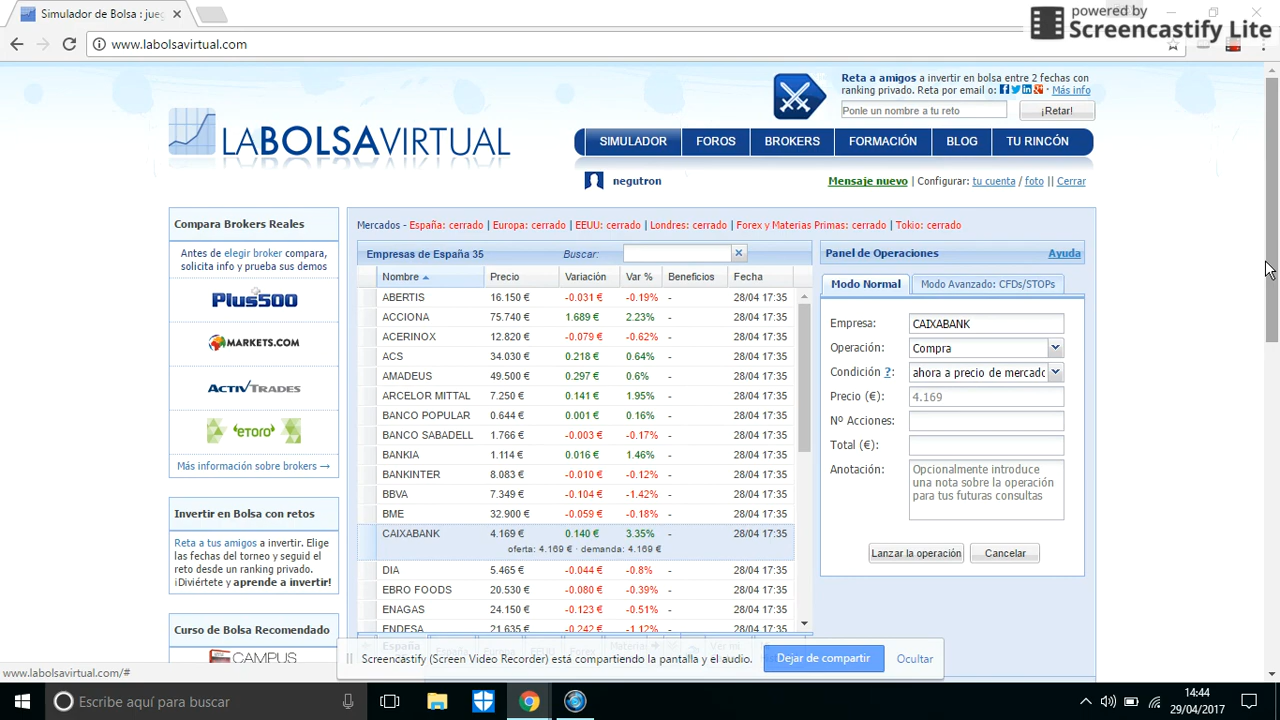 Simulador de Bolsa : jueg
powered by
Screencastify Lite
www.labolsavirtual.com
Reta a amigos a invertir en bolsa entre 2 fechas con
ranking privado. Reta por email o: · Más info
Ponle un nombre a tu reto ¡Retar!
LABOLSAVIRTUAL
SIMULADOR FOROS BROKERS FORMACIÓN BLOG TU RINCÓN
negutron
Mensaje nuevo | Configurar: tu cuenta / foto || Cerrar
Compara Brokers Reales
Antes de elegir broker compara,
solicita info y prueba sus demos
Plus500
MARKETS.COM
ACTIVTRADES
eToro
Más información sobre brokers →
Invertir en Bolsa con retos
Reta a tus amigos a invertir. Elige
las fechas del torneo y seguid el
reto desde un ranking privado.
¡Diviértete y aprende a invertir!
Curso de Bolsa Recomendado
CAMPUS
Mercados - España: cerrado | Europa: cerrado | EEUU: cerrado | Londres: cerrado | Forex y Materias Primas: cerrado | Tokio: cerrado
Empresas de España 35 Buscar:
Nombre Precio Variación Var % Beneficios Fecha
ABERTIS 16.150 € -0.031 € -0.19% - 28/04 17:35
ACCIONA 75.740 € 1.689 € 2.23% - 28/04 17:35
ACERINOX 12.820 € -0.079 € -0.62% - 28/04 17:35
ACS 34.030 € 0.218 € 0.64% - 28/04 17:35
AMADEUS 49.500 € 0.297 € 0.6% - 28/04 17:35
ARCELOR MITTAL 7.250 € 0.141 € 1.95% - 28/04 17:35
BANCO POPULAR 0.644 € 0.001 € 0.16% - 28/04 17:35
BANCO SABADELL 1.766 € -0.003 € -0.17% - 28/04 17:35
BANKIA 1.114 € 0.016 € 1.46% - 28/04 17:35
BANKINTER 8.083 € -0.010 € -0.12% - 28/04 17:35
BBVA 7.349 € -0.104 € -1.42% - 28/04 17:35
BME 32.900 € -0.059 € -0.18% - 28/04 17:35
CAIXABANK 4.169 € 0.140 € 3.35% - 28/04 17:35
oferta: 4.169 € · demanda: 4.169 €
DIA 5.465 € -0.044 € -0.8% - 28/04 17:35
EBRO FOODS 20.530 € -0.080 € -0.39% - 28/04 17:35
ENAGAS 24.150 € -0.123 € -0.51% - 28/04 17:35
ENDESA 21.635 € -0.242 € -1.12% - 28/04 17:35
España
Panel de Operaciones Ayuda
Modo Normal Modo Avanzado: CFDs/STOPs
Empresa: CAIXABANK
Operación: Compra
Condición ?: ahora a precio de mercado
Precio (€): 4.169
Nº Acciones:
Total (€):
Anotación: Opcionalmente introduce
una nota sobre la operación
para tus futuras consultas
Lanzar la operación Cancelar
Screencastify (Screen Video Recorder) está compartiendo la pantalla y el audio. Dejar de compartir Ocultar
www.labolsavirtual.com/#
Escribe aquí para buscar
14:44
29/04/2017